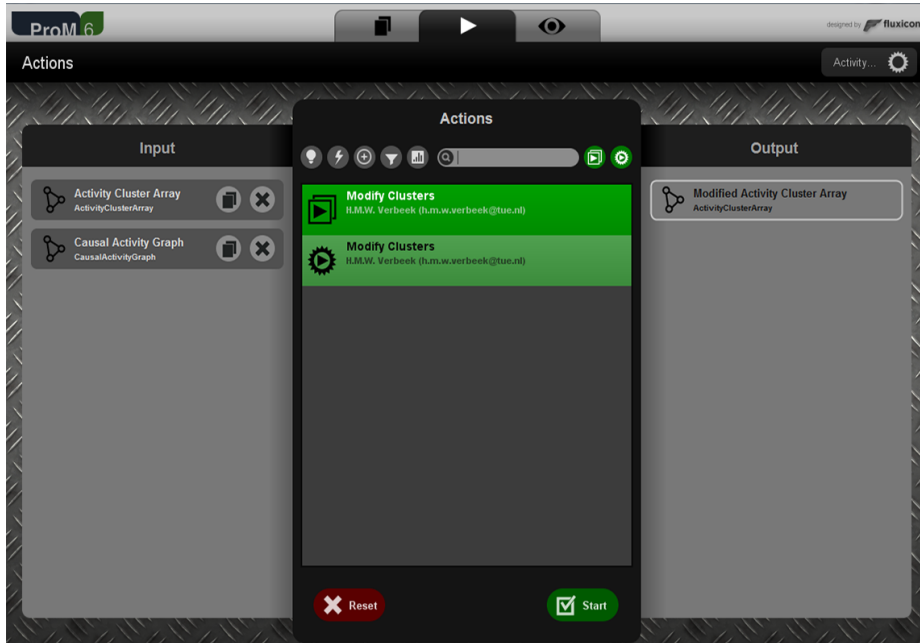 ProM 6
designed by fluxicon
Actions
Activity...
Input
Activity Cluster Array
ActivityClusterArray
Causal Activity Graph
CausalActivityGraph
Actions
Modify Clusters
H.M.W. Verbeek (h.m.w.verbeek@tue.nl)
Modify Clusters
H.M.W. Verbeek (h.m.w.verbeek@tue.nl)
Reset
Start
Output
Modified Activity Cluster Array
ActivityClusterArray